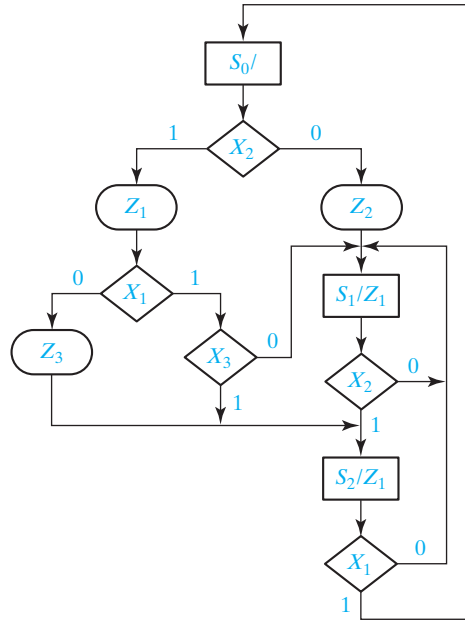 S₀/
1 X₂ 0
Z₁ Z₂
0 X₁ 1
S₁/Z₁
Z₃ X₃ 0
X₂ 0
1 1
S₂/Z₁
X₁ 0
1